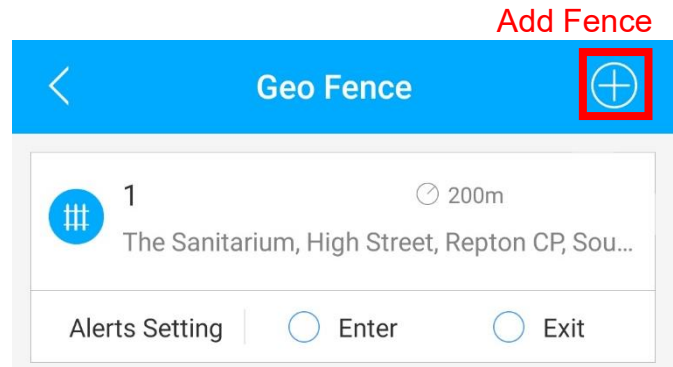 Add Fence
Geo Fence
1 200m
The Sanitarium, High Street, Repton CP, Sou...
Alerts Setting Enter Exit